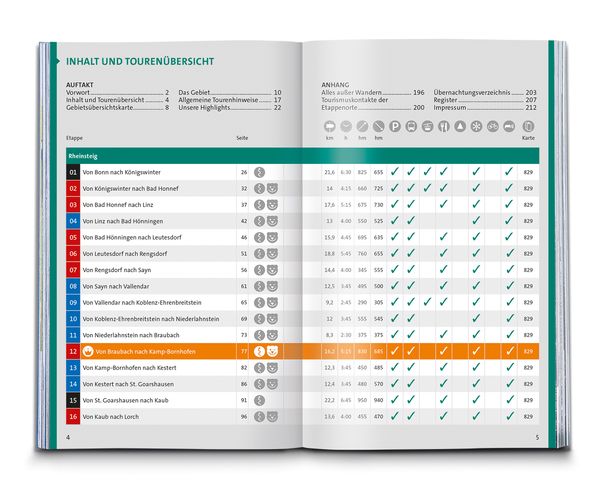 INHALT UND TOURENÜBERSICHT
AUFTAKT
Vorwort 2
Inhalt und Tourenübersicht 4
Gebietsübersichtskarte 8
Das Gebiet 10
Allgemeine Tourenhinweise 17
Unsere Highlights 22
ANHANG
Alles außer Wandern 196
Tourismuskontakte der
Etappenorte 200
Übernachtungsverzeichnis 203
Register 207
Impressum 212
Etappe Seite km h hm hm Karte
Rheinsteig
01 Von Bonn nach Königswinter 26 21,6 6:30 825 655 829
02 Von Königswinter nach Bad Honnef 32 14 4:15 660 725 829
03 Von Bad Honnef nach Linz 37 17,6 5:15 675 730 829
04 Von Linz nach Bad Hönningen 42 13 4:00 550 525 829
05 Von Bad Hönningen nach Leutesdorf 46 15,9 4:45 695 635 829
06 Von Leutesdorf nach Rengsdorf 51 18,8 5:45 760 655 829
07 Von Rengsdorf nach Sayn 56 14,4 4:00 345 555 829
08 Von Sayn nach Vallendar 61 12,5 3:45 495 500 829
09 Von Vallendar nach Koblenz-Ehrenbreitstein 65 9,2 2:45 290 305 829
10 Von Koblenz-Ehrenbreitstein nach Niederlahnstein 69 12 3:45 545 545 829
11 Von Niederlahnstein nach Braubach 73 8,3 2:30 375 375 829
12 Von Braubach nach Kamp-Bornhofen 77 16,2 5:15 830 885 829
13 Von Kamp-Bornhofen nach Kestert 82 12,3 3:45 450 485 829
14 Von Kestert nach St. Goarshausen 86 12,4 3:45 480 570 829
15 Von St. Goarshausen nach Kaub 91 22,2 6:50 950 940 829
16 Von Kaub nach Lorch 96 13,6 4:00 455 470 829
4
5